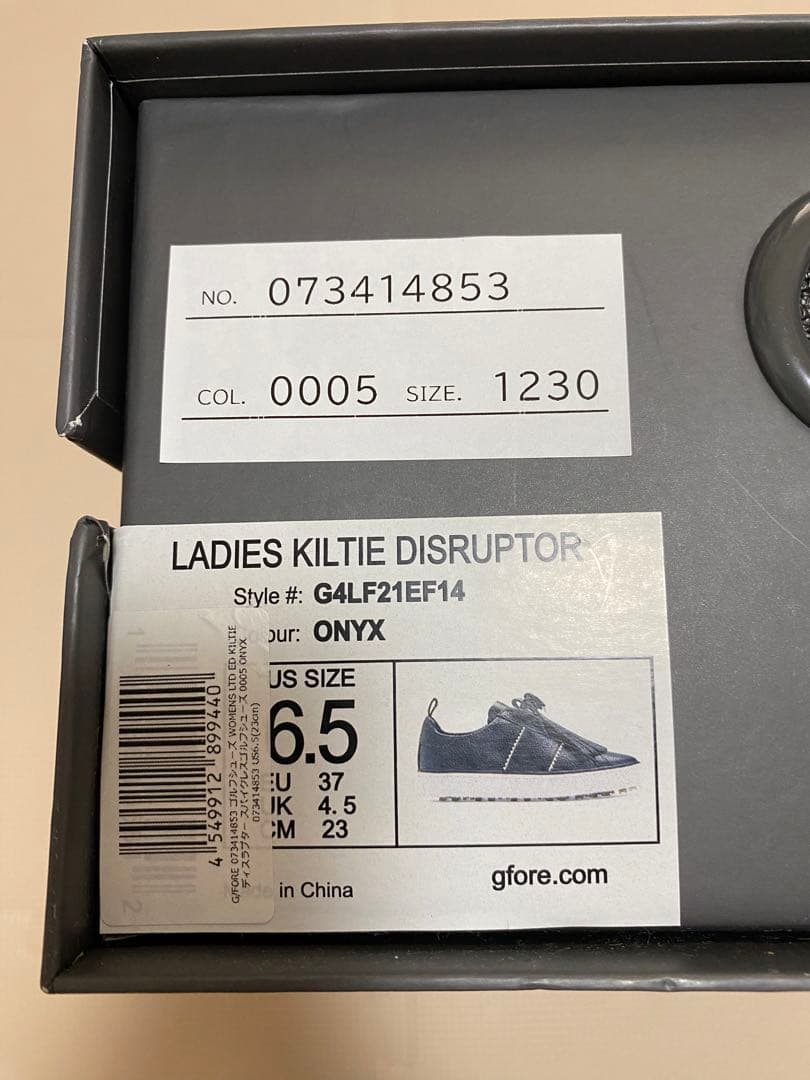 NO. 073414853
COL. 0005 SIZE. 1230
LADIES KILTIE DISRUPTOR
Style #: G4LF21EF14
our: ONYX
US SIZE
6.5
EU 37
UK 4.5
CM 23
in China
gfore.com
4 549912 899440
G/FORE 073414853 ゴルフシューズ WOMENS LTD ED KILTIE
ディスラプター スパイクレスゴルフシューズ 0005 ONYX
073414853 US6.5(23cm)